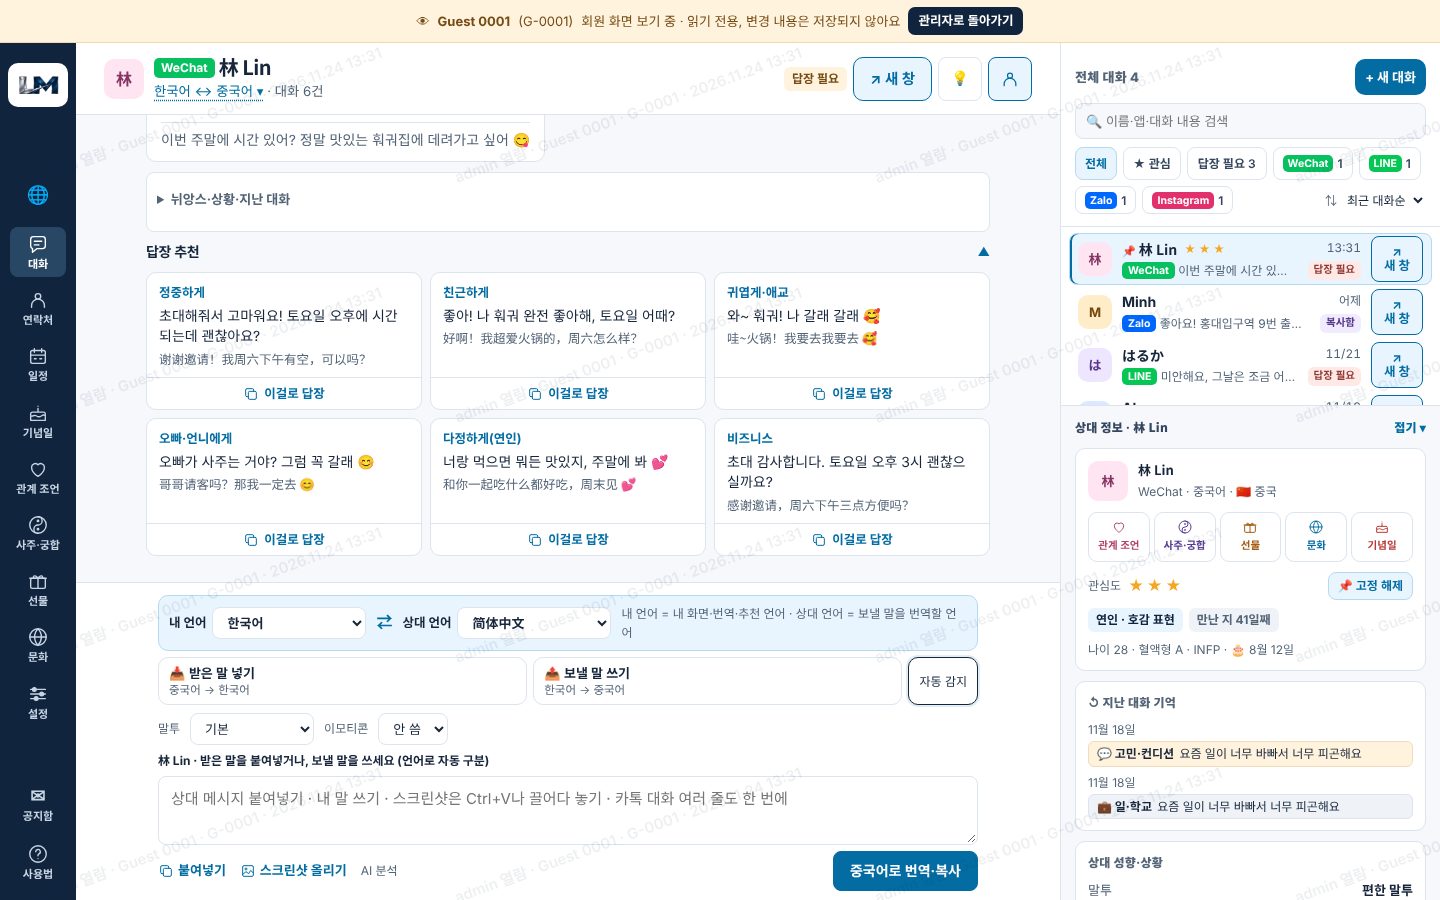 Guest 0001 (G-0001) 회원 화면 보기 중 · 읽기 전용, 변경 내용은 저장되지 않아요 관리자로 돌아가기
LM
대화
연락처
일정
기념일
관계 조언
사주·궁합
선물
문화
설정
공지함
사용법
林
WeChat 林 Lin
한국어 ↔ 중국어 ▾ · 대화 6건
답장 필요
↗ 새 창
이번 주말에 시간 있어? 정말 맛있는 훠궈집에 데려가고 싶어 😋
▶ 뉘앙스·상황·지난 대화
답장 추천 ▲
정중하게
초대해줘서 고마워요! 토요일 오후에 시간
되는데 괜찮아요?
谢谢邀请！我周六下午有空，可以吗？
이걸로 답장
친근하게
좋아! 나 훠궈 완전 좋아해, 토요일 어때?
好啊！我超爱火锅的，周六怎么样？
이걸로 답장
귀엽게·애교
와~ 훠궈! 나 갈래 갈래 🥰
哇~火锅！我要去我要去 🥰
이걸로 답장
오빠·언니에게
오빠가 사주는 거야? 그럼 꼭 갈래 😊
哥哥请客吗？那我一定去 😊
이걸로 답장
다정하게(연인)
너랑 먹으면 뭐든 맛있지, 주말에 봐 💕
和你一起吃什么都好吃，周末见 💕
이걸로 답장
비즈니스
초대 감사합니다. 토요일 오후 3시 괜찮으
실까요?
感谢邀请，周六下午三点方便吗？
이걸로 답장
내 언어 한국어 ⇄ 상대 언어 简体中文
내 언어 = 내 화면·번역·추천 언어 · 상대 언어 = 보낼 말을 번역할 언
어
📥 받은 말 넣기
중국어 → 한국어
📤 보낼 말 쓰기
한국어 → 중국어
자동 감지
말투 기본 이모티콘 안 씀
林 Lin · 받은 말을 붙여넣거나, 보낼 말을 쓰세요 (언어로 자동 구분)
상대 메시지 붙여넣기 · 내 말 쓰기 · 스크린샷은 Ctrl+V나 끌어다 놓기 · 카톡 대화 여러 줄도 한 번에
붙여넣기 스크린샷 올리기 AI 분석
중국어로 번역·복사
전체 대화 4
+ 새 대화
🔍 이름·앱·대화 내용 검색
전체 ★ 관심 답장 필요 3 WeChat 1 LINE 1
Zalo 1 Instagram 1 ⇅ 최근 대화순
林
📌 林 Lin ★ ★ ★ 13:31
WeChat 이번 주말에 시간 있... 답장 필요
↗
새 창
M
Minh 어제
Zalo 좋아요! 홍대입구역 9번 출... 복사함
↗
새 창
は
はるか 11/21
LINE 미안해요, 그날은 조금 어... 답장 필요
↗
새 창
상대 정보 · 林 Lin 접기 ▾
林
林 Lin
WeChat · 중국어 · 🇨🇳 중국
관계 조언
사주·궁합
선물
문화
기념일
관심도 ★ ★ ★ 📌 고정 해제
연인 · 호감 표현 만난 지 41일째
나이 28 · 혈액형 A · INFP · 🎂 8월 12일
↺ 지난 대화 기억
11월 18일
💬 고민·컨디션 요즘 일이 너무 바빠서 너무 피곤해요
11월 18일
💼 일·학교 요즘 일이 너무 바빠서 너무 피곤해요
상대 성향·상황
말투 편한 말투
admin 열람 · Guest 0001 · G-0001 · 2026.11.24 13:31